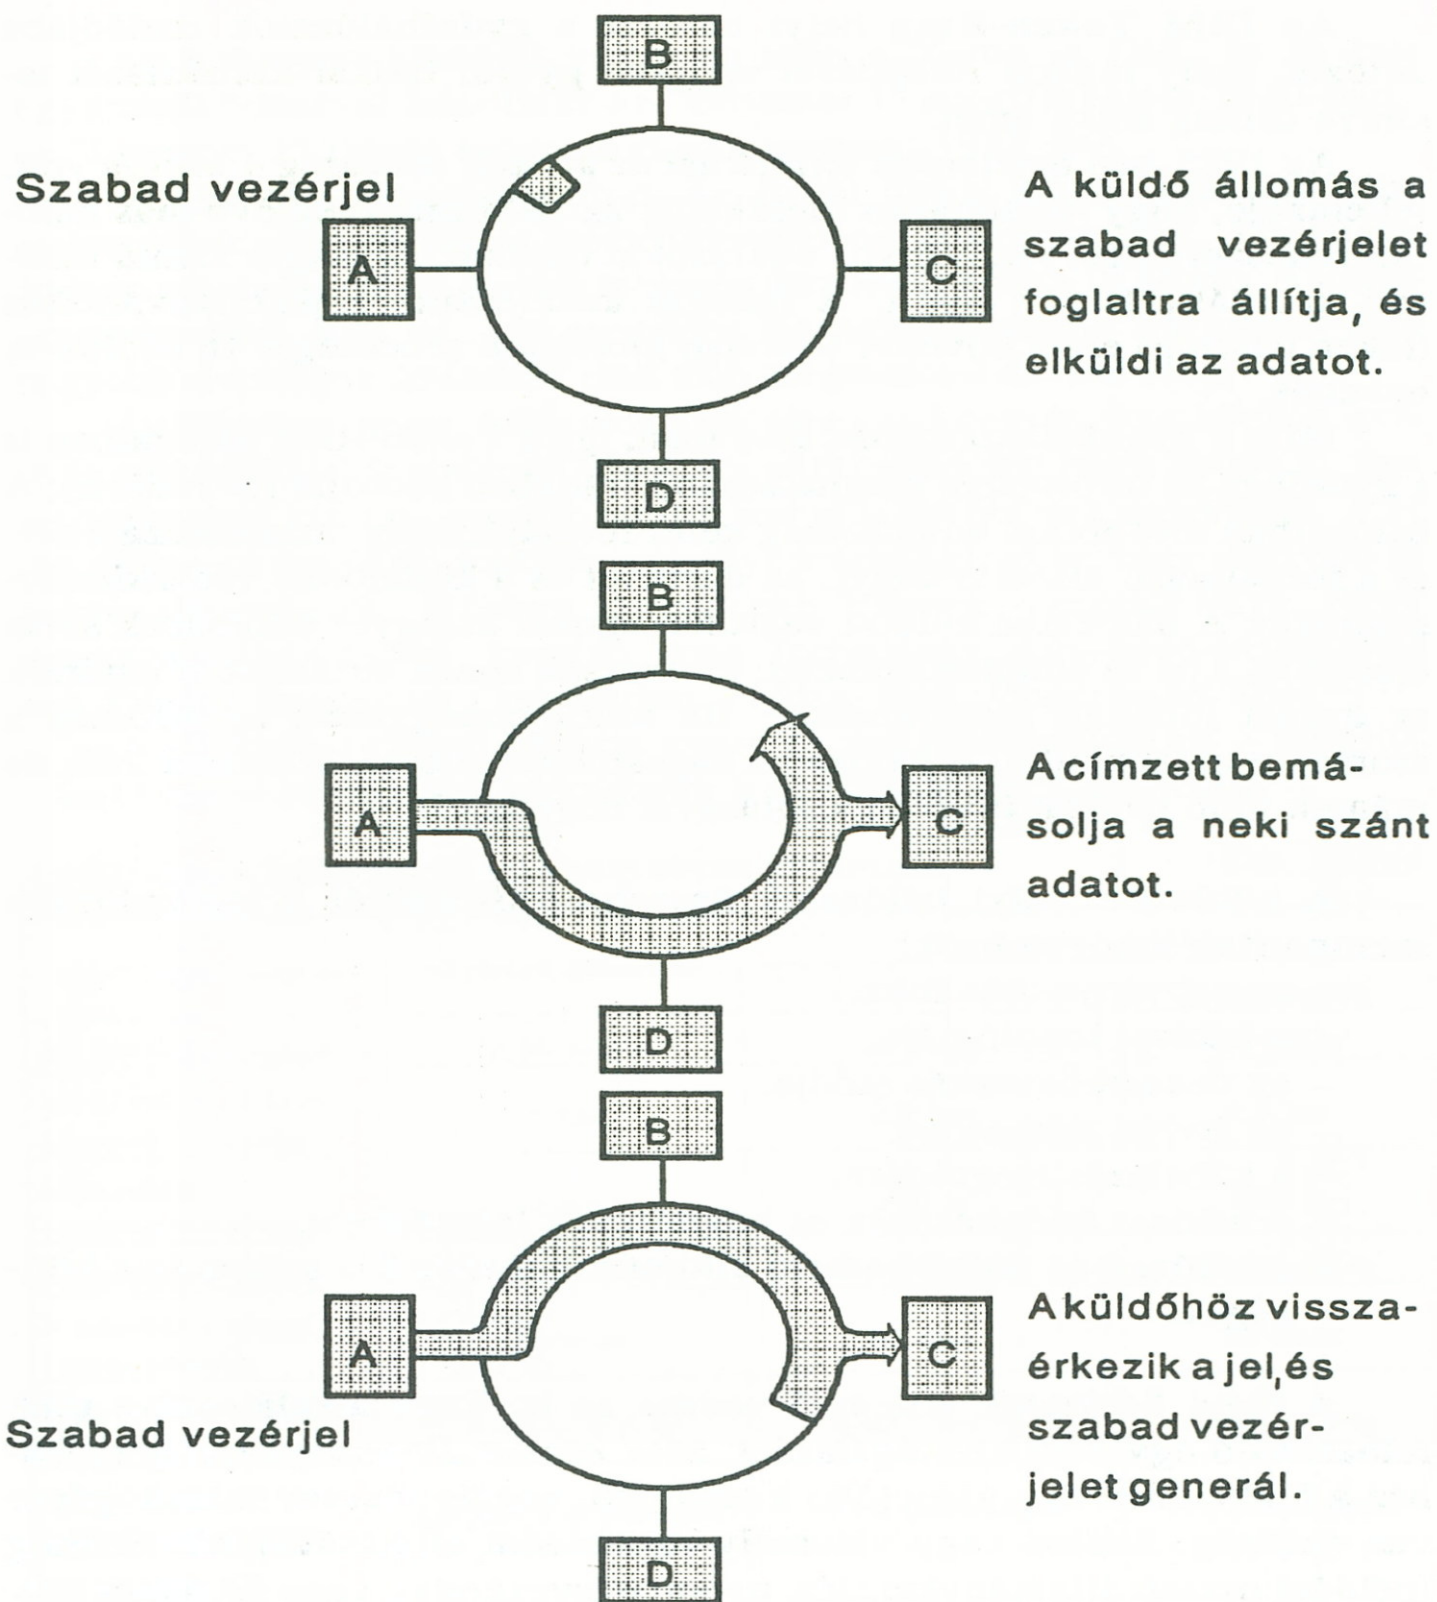 B
Szabad vezérjel
A
C
A küldő állomás a
szabad vezérjelet
foglaltra állítja, és
elküldi az adatot.
D
B
A
C
A címzett bemá-
solja a neki szánt
adatot.
D
B
A
C
A küldőhöz vissza-
érkezik a jel, és
szabad vezér-
jelet generál.
Szabad vezérjel
D